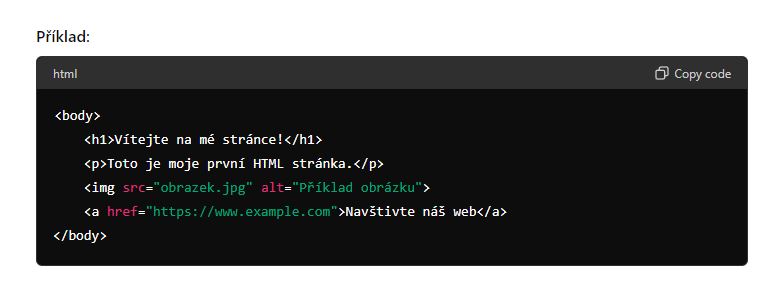 Příklad:
html
Copy code
<body>
<h1>Vítejte na mé stránce!</h1>
<p>Toto je moje první HTML stránka.</p>
<img src="obrazek.jpg" alt="Příklad obrázku">
<a href="https://www.example.com">Navštivte náš web</a>
</body>